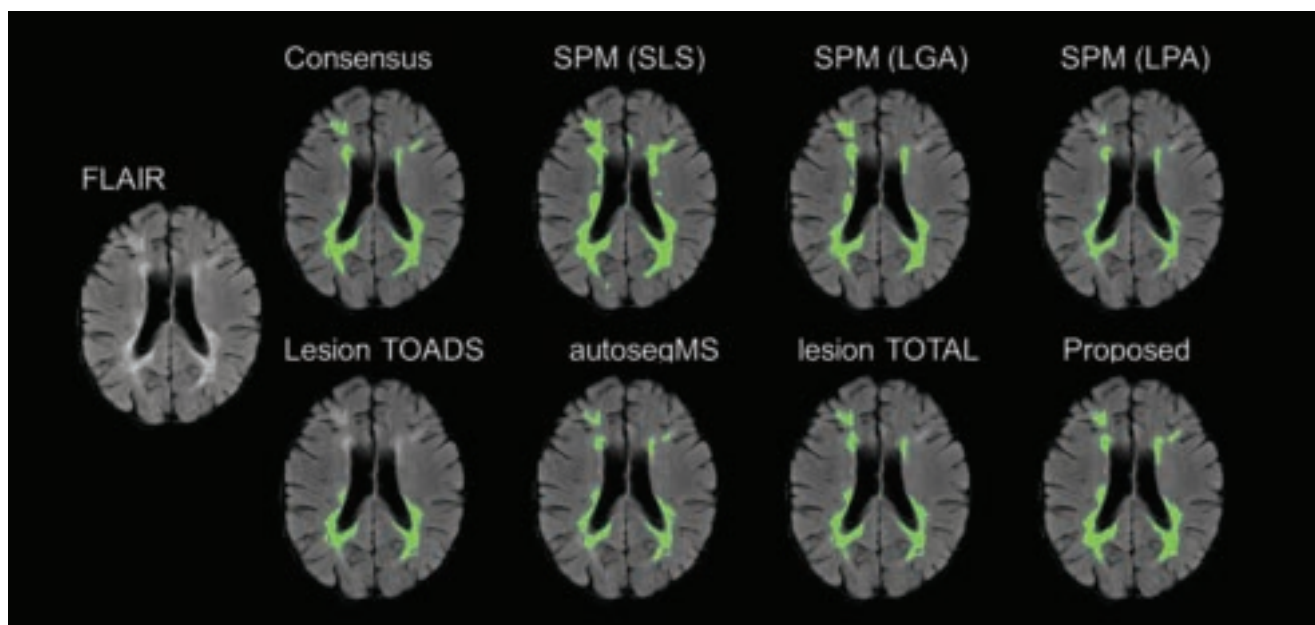 Consensus
SPM (SLS)
SPM (LGA)
SPM (LPA)
FLAIR
Lesion TOADS
autoseqMS
lesion TOTAL
Proposed